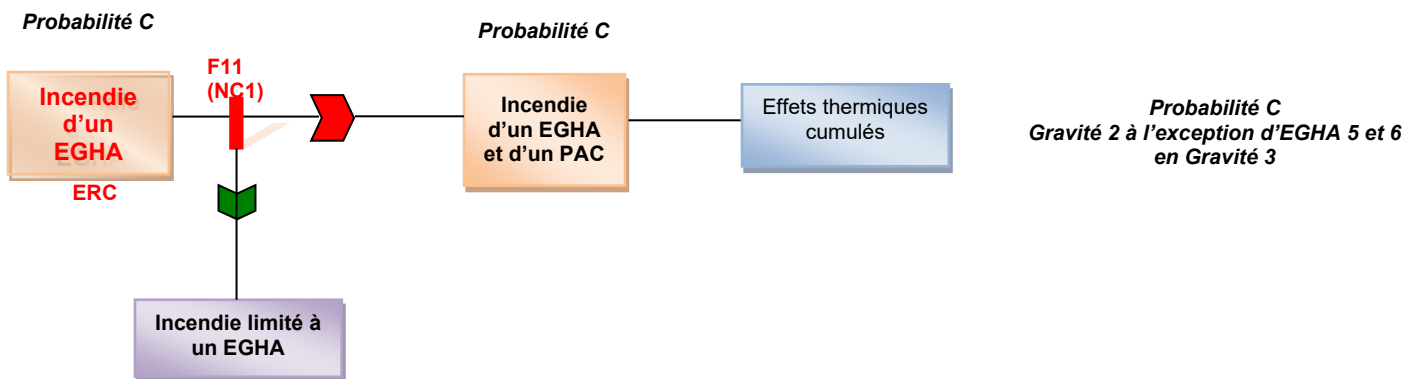 Probabilité C
Probabilité C
F11
(NC1)
Incendie
d'un
EGHA
ERC
Incendie
d'un EGHA
et d'un PAC
Effets thermiques
cumulés
Probabilité C
Gravité 2 à l'exception d'EGHA 5 et 6
en Gravité 3
Incendie limité à
un EGHA